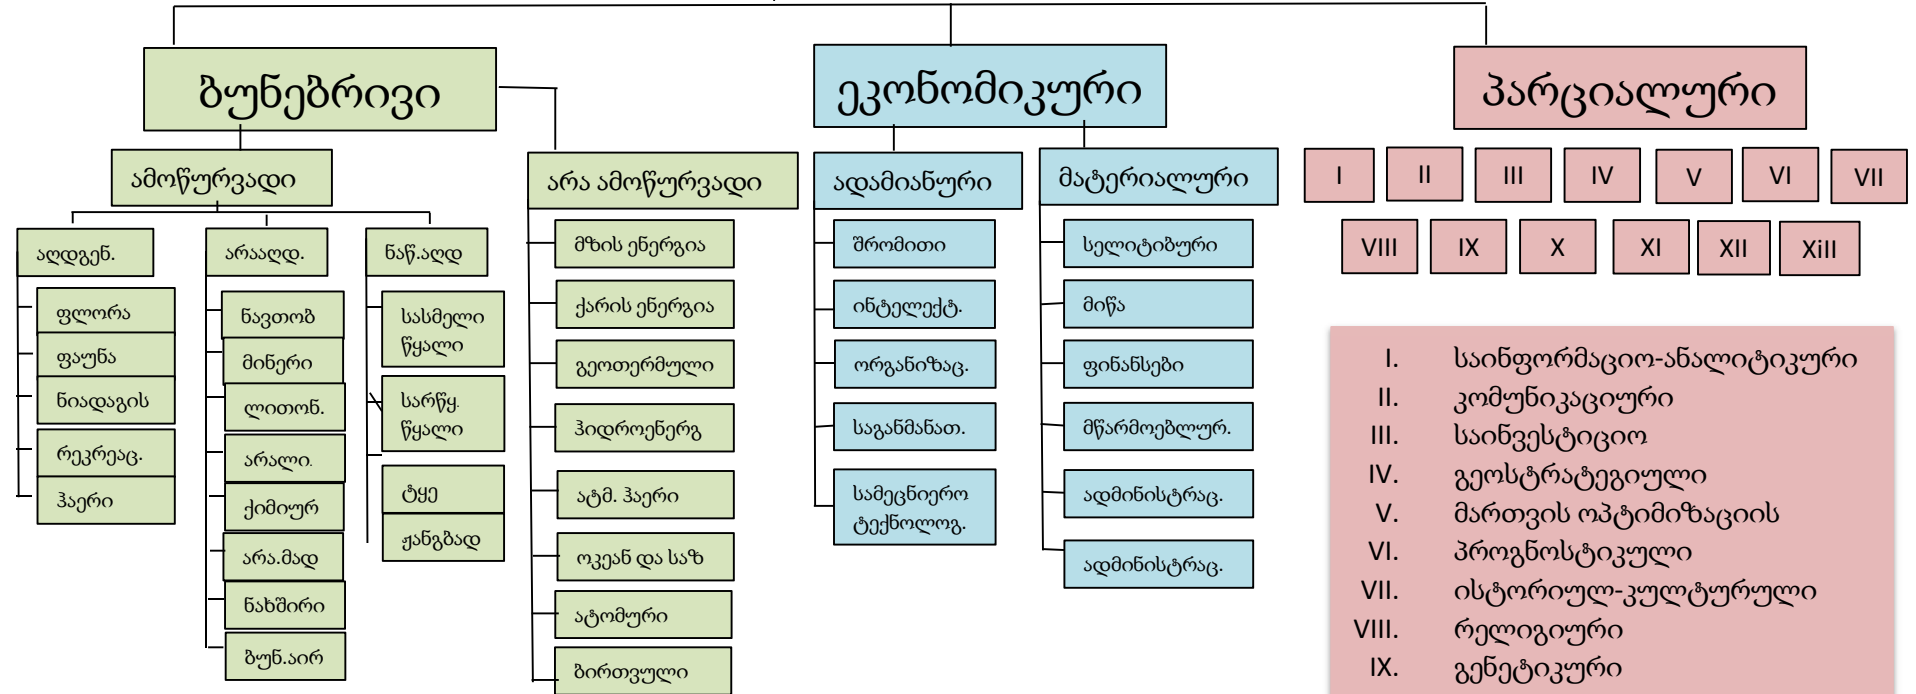 ბუნებრივი
ეკონომიკური
პარციალური
ამოწურვადი
არა ამოწურვადი
ადამიანური
მატერიალური
I
II
III
IV
V
VI
VII
VIII
IX
X
XI
XII
XiII
აღდგენ.
ფლორა
ფაუნა
ნიადაგის
რეკრეაც.
ჰაერი
არააღდ.
ნავთობ
მინერი
ლითონ.
არალი.
ქიმიურ
არა.მად
ნახშირი
ბუნ.აირ
ნაწ.აღდ
სასმელი
წყალი
სარწყ.
წყალი
ტყე
ჟანგბად
მზის ენერგია
ქარის ენერგია
გეოთერმული
ჰიდროენერგ
ატმ. ჰაერი
ოკეან და საზ
ატომური
ბირთვული
შრომითი
ინტელექტ.
ორგანიზაც.
საგანმანათ.
სამეცნიერო
ტექნოლოგ.
სელიტიბური
მიწა
ფინანსები
მწარმოებლურ.
ადმინისტრაც.
ადმინისტრაც.
I. საინფორმაციო-ანალიტიკური
II. კომუნიკაციური
III. საინვესტიციო
IV. გეოსტრატეგიული
V. მართვის ოპტიმიზაციის
VI. პროგნოსტიკული
VII. ისტორიულ-კულტურული
VIII. რელიგიური
IX. გენეტიკური